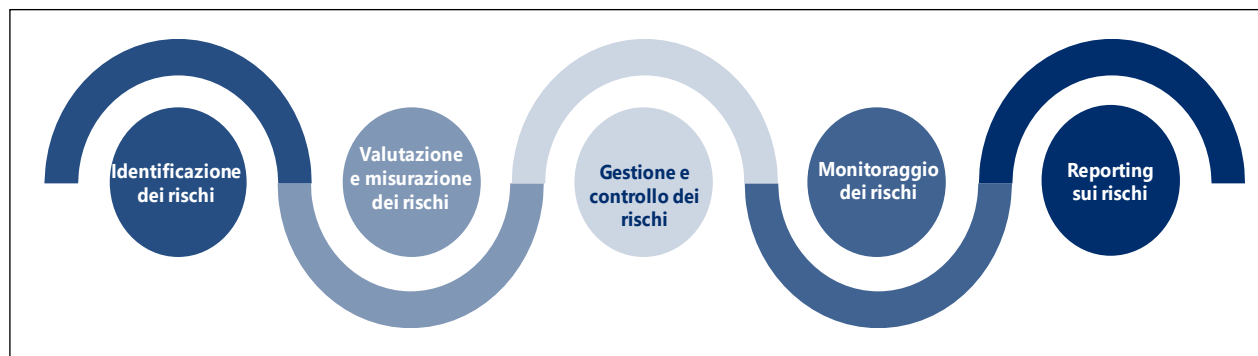 Identificazione
dei rischi
Valutazione
e misurazione
dei rischi
Gestione e
controllo dei
rischi
Monitoraggio
dei rischi
Reporting
sui rischi